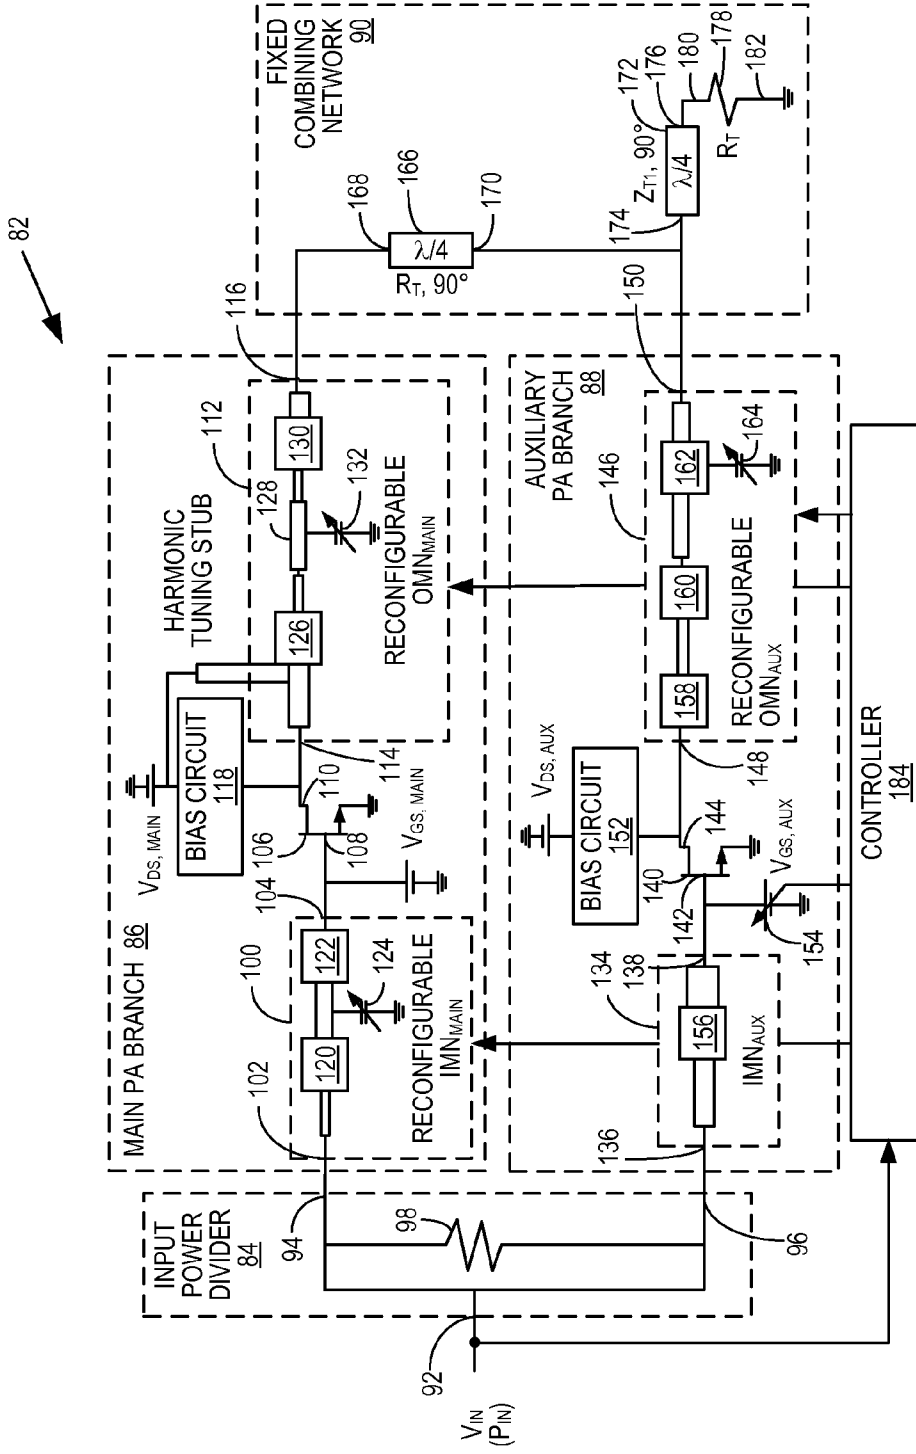 82
INPUT
POWER
DIVIDER
84
92
V_IN
(P_IN)
94
98
96
MAIN PA BRANCH 86
102
100
120
122
124
RECONFIGURABLE
IMN_MAIN
104
106
108
110
V_GS, MAIN
V_DS, MAIN
BIAS CIRCUIT
118
114
HARMONIC
TUNING STUB
112
126
128
130
132
RECONFIGURABLE
OMN_MAIN
116
AUXILIARY
PA BRANCH
88
136
134
138
156
IMN_AUX
140
142
144
V_GS, AUX
154
V_DS, AUX
BIAS CIRCUIT
152
148
146
158
160
162
164
RECONFIGURABLE
OMN_AUX
150
FIXED
COMBINING
NETWORK
90
168
166
λ/4
R_T, 90°
170
174
Z_T1, 90°
λ/4
172
176
180
178
182
R_T
CONTROLLER
184